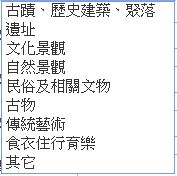 古蹟、歷史建築、聚落
遺址
文化景觀
自然景觀
民俗及相關文物
古物
傳統藝術
食衣住行育樂
其它